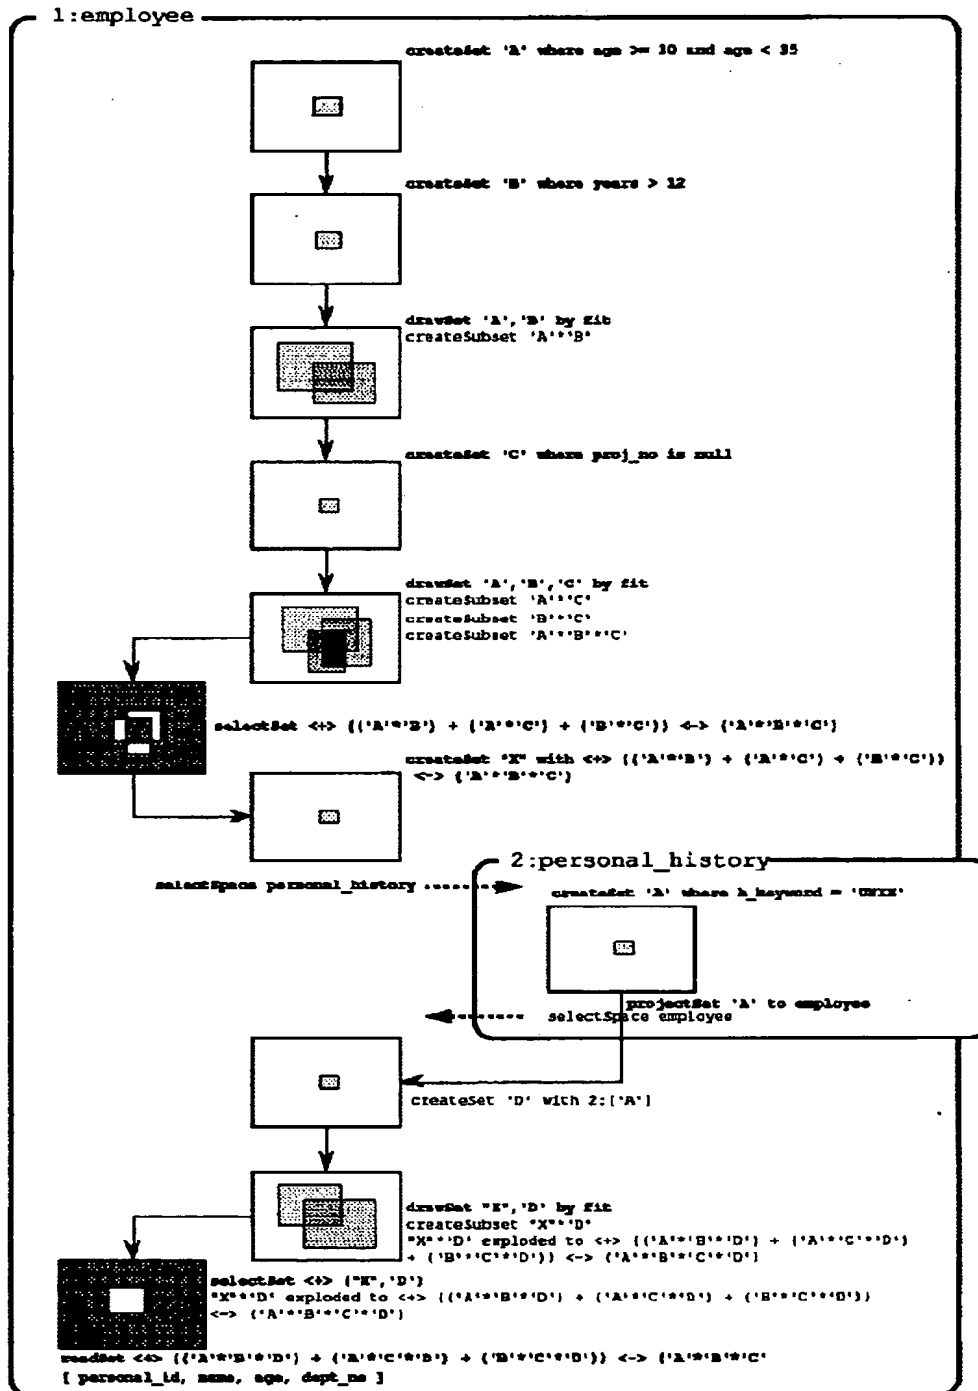 1:employee
createSet 'A' where age >= 30 and age < 35
createSet 'B' where years > 12
drawSet 'A','B' by fit
createSubset 'A'*'B'
createSet 'C' where proj_no is null
drawSet 'A','B','C' by fit
createSubset 'A'*'C'
createSubset 'B'*'C'
createSubset 'A'*'B'*'C'
selectSet <+> {('A'*'B') + ('A'*'C') + ('B'*'C')} <-> {'A'*'B'*'C'}
createSet "X" with <+> {('A'*'B') + ('A'*'C') + ('B'*'C')}
<-> {'A'*'B'*'C'}
2:personal_history
selectSpace personal_history
createSet 'A' where h_keyword = 'UNIX'
projectSet 'A' to employee
selectSpace employee
createSet 'D' with 2:['A']
drawSet "X",'D' by fit
createSubset "X"*'D'
"X"*'D' exploded to <+> {('A'*'B'*'D') + ('A'*'C'*'D')
+ ('B'*'C'*'D')} <-> {'A'*'B'*'C'*'D'}
selectSet <+> {"X",'D'}
"X"*'D' exploded to <+> {('A'*'B'*'D') + ('A'*'C'*'D') + ('B'*'C'*'D')}
<-> {'A'*'B'*'C'*'D'}
readSet <+> {('A'*'B'*'D') + ('A'*'C'*'D') + ('B'*'C'*'D')} <-> {'A'*'B'*'C'
[ personal_id, name, age, dept_no ]